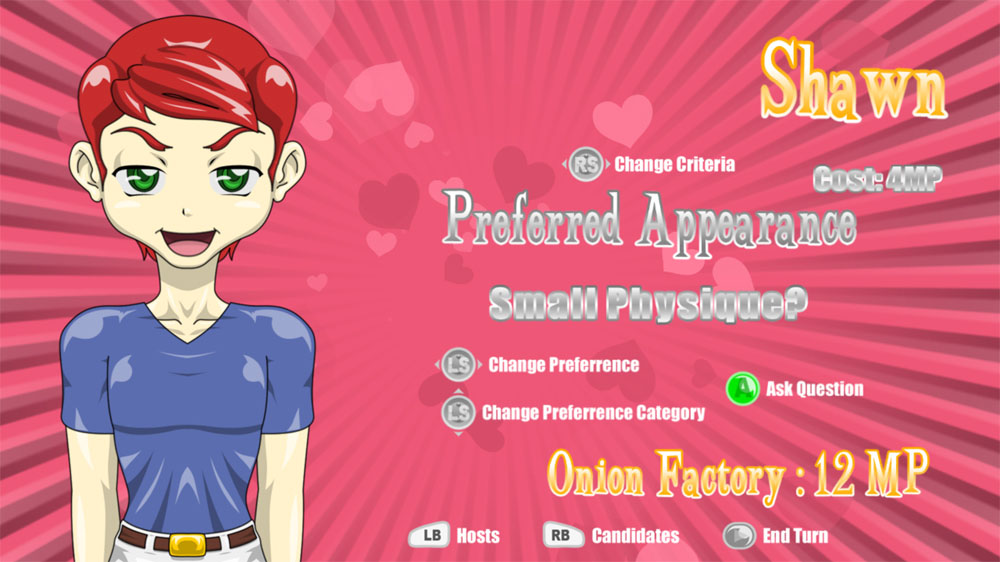 Shawn
RS Change Criteria
Cost: 4MP
Preferred Appearance
Small Physique?
LS Change Preferrence
A Ask Question
LS Change Preferrence Category
Onion Factory : 12 MP
LB Hosts RB Candidates End Turn